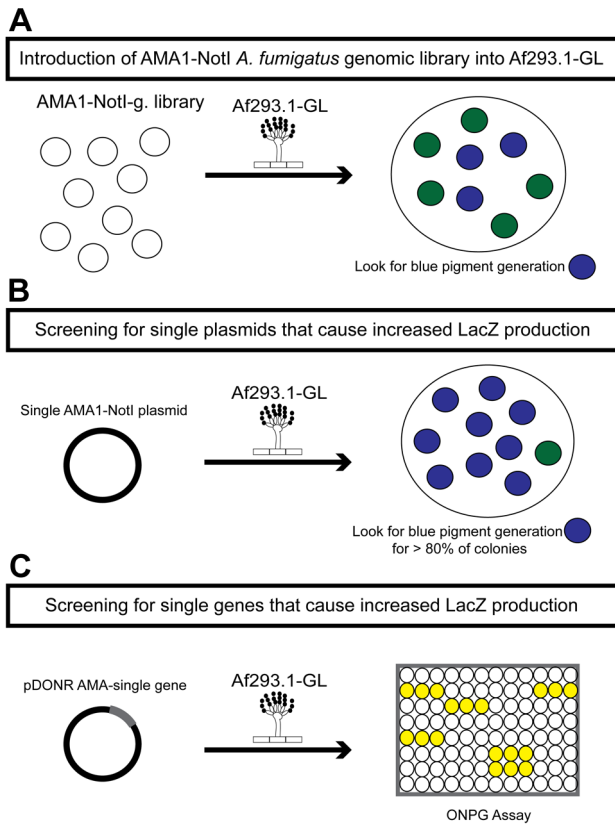 A
Introduction of AMA1-NotI A. fumigatus genomic library into Af293.1-GL
AMA1-NotI-g. library
Af293.1-GL
Look for blue pigment generation
B
Screening for single plasmids that cause increased LacZ production
Single AMA1-NotI plasmid
Af293.1-GL
Look for blue pigment generation
for > 80% of colonies
C
Screening for single genes that cause increased LacZ production
pDONR AMA-single gene
Af293.1-GL
ONPG Assay